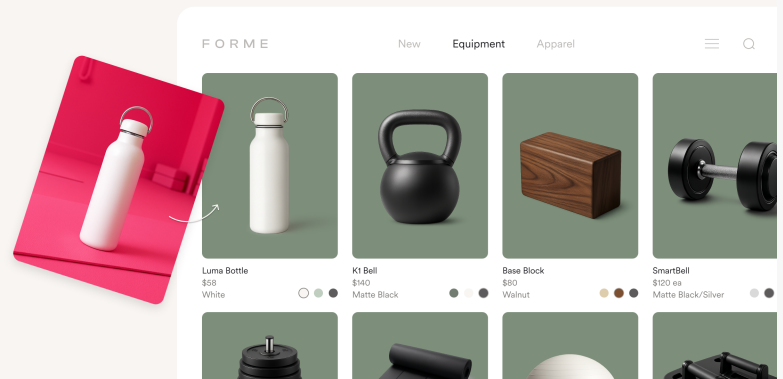 FORME
New
Equipment
Apparel
Luma Bottle
$58
White
K1 Bell
$140
Matte Black
Base Block
$80
Walnut
SmartBell
$120 ea
Matte Black/Silver